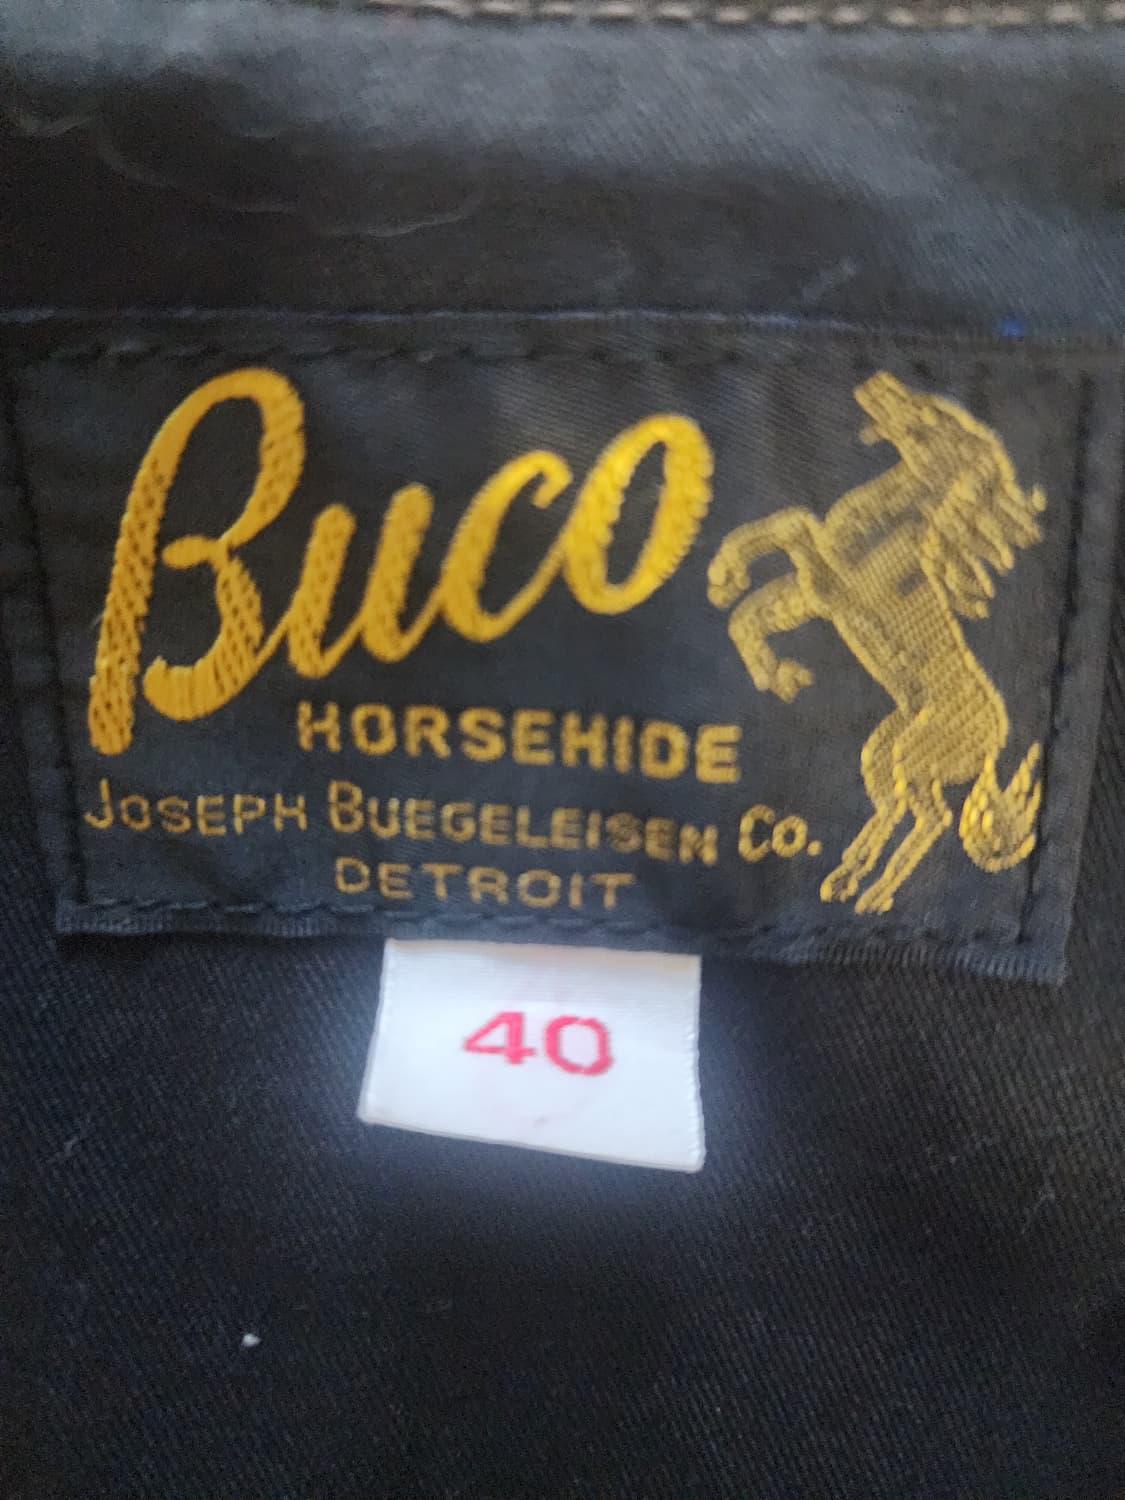 Buco
HORSEHIDE
JOSEPH BUEGELEISEN CO.
DETROIT
40